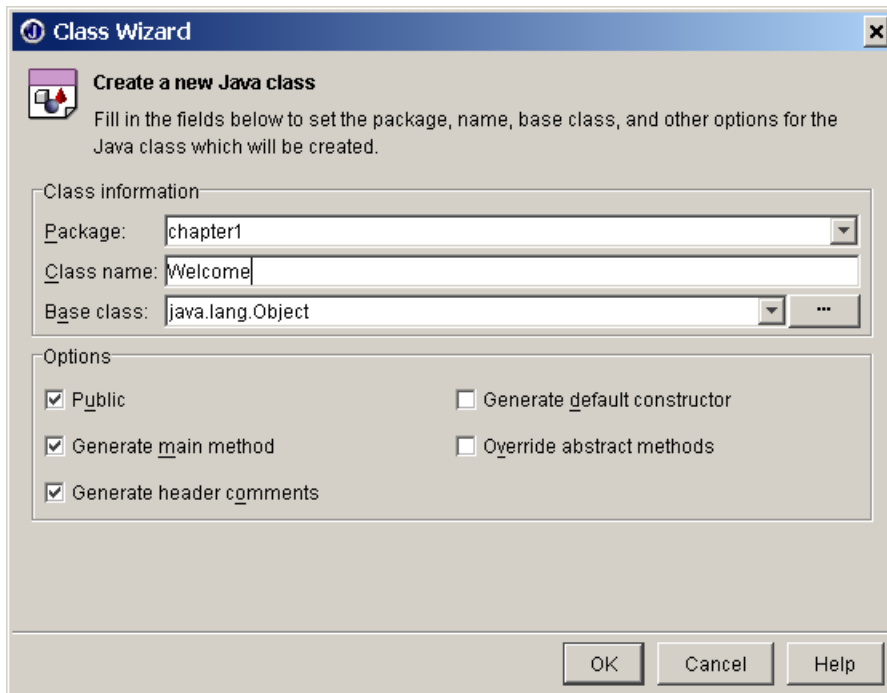 Class Wizard
Create a new Java class
Fill in the fields below to set the package, name, base class, and other options for the
Java class which will be created.
Class information
Package: chapter1
Class name: Welcome
Base class: java.lang.Object ...
Options
Public
Generate default constructor
Generate main method
Override abstract methods
Generate header comments
OK Cancel Help